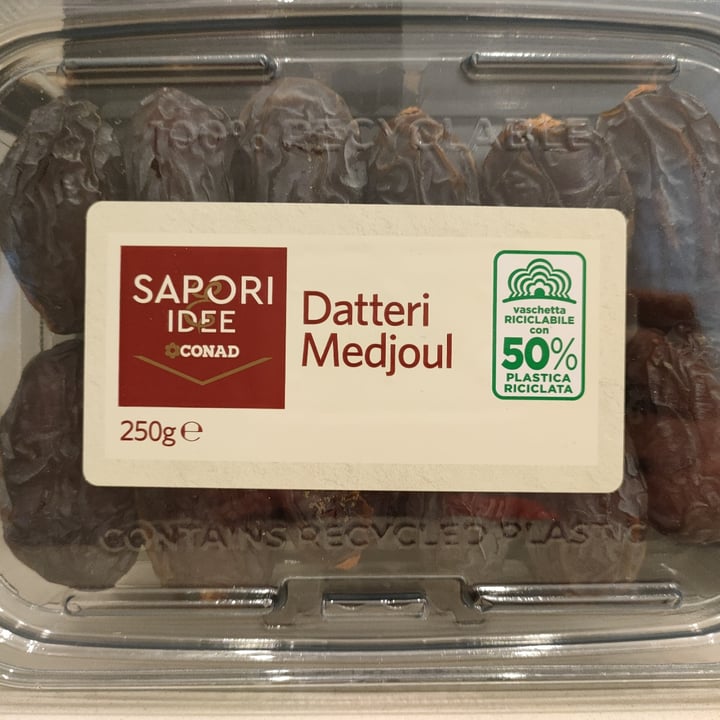 100% RECYCLABLE
SAPORI
&
IDEE
CONAD
Datteri
Medjoul
250g ℮
vaschetta
RICICLABILE
con
50%
PLASTICA
RICICLATA
CONTAINS RECYCLED PLASTIC